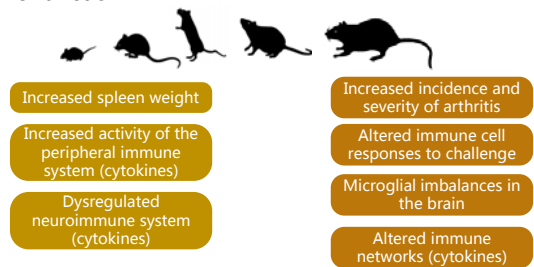 Increased spleen weight
Increased activity of the
peripheral immune
system (cytokines)
Dysregulated
neuroimmune system
(cytokines)
Increased incidence and
severity of arthritis
Altered immune cell
responses to challenge
Microglial imbalances in
the brain
Altered immune
networks (cytokines)